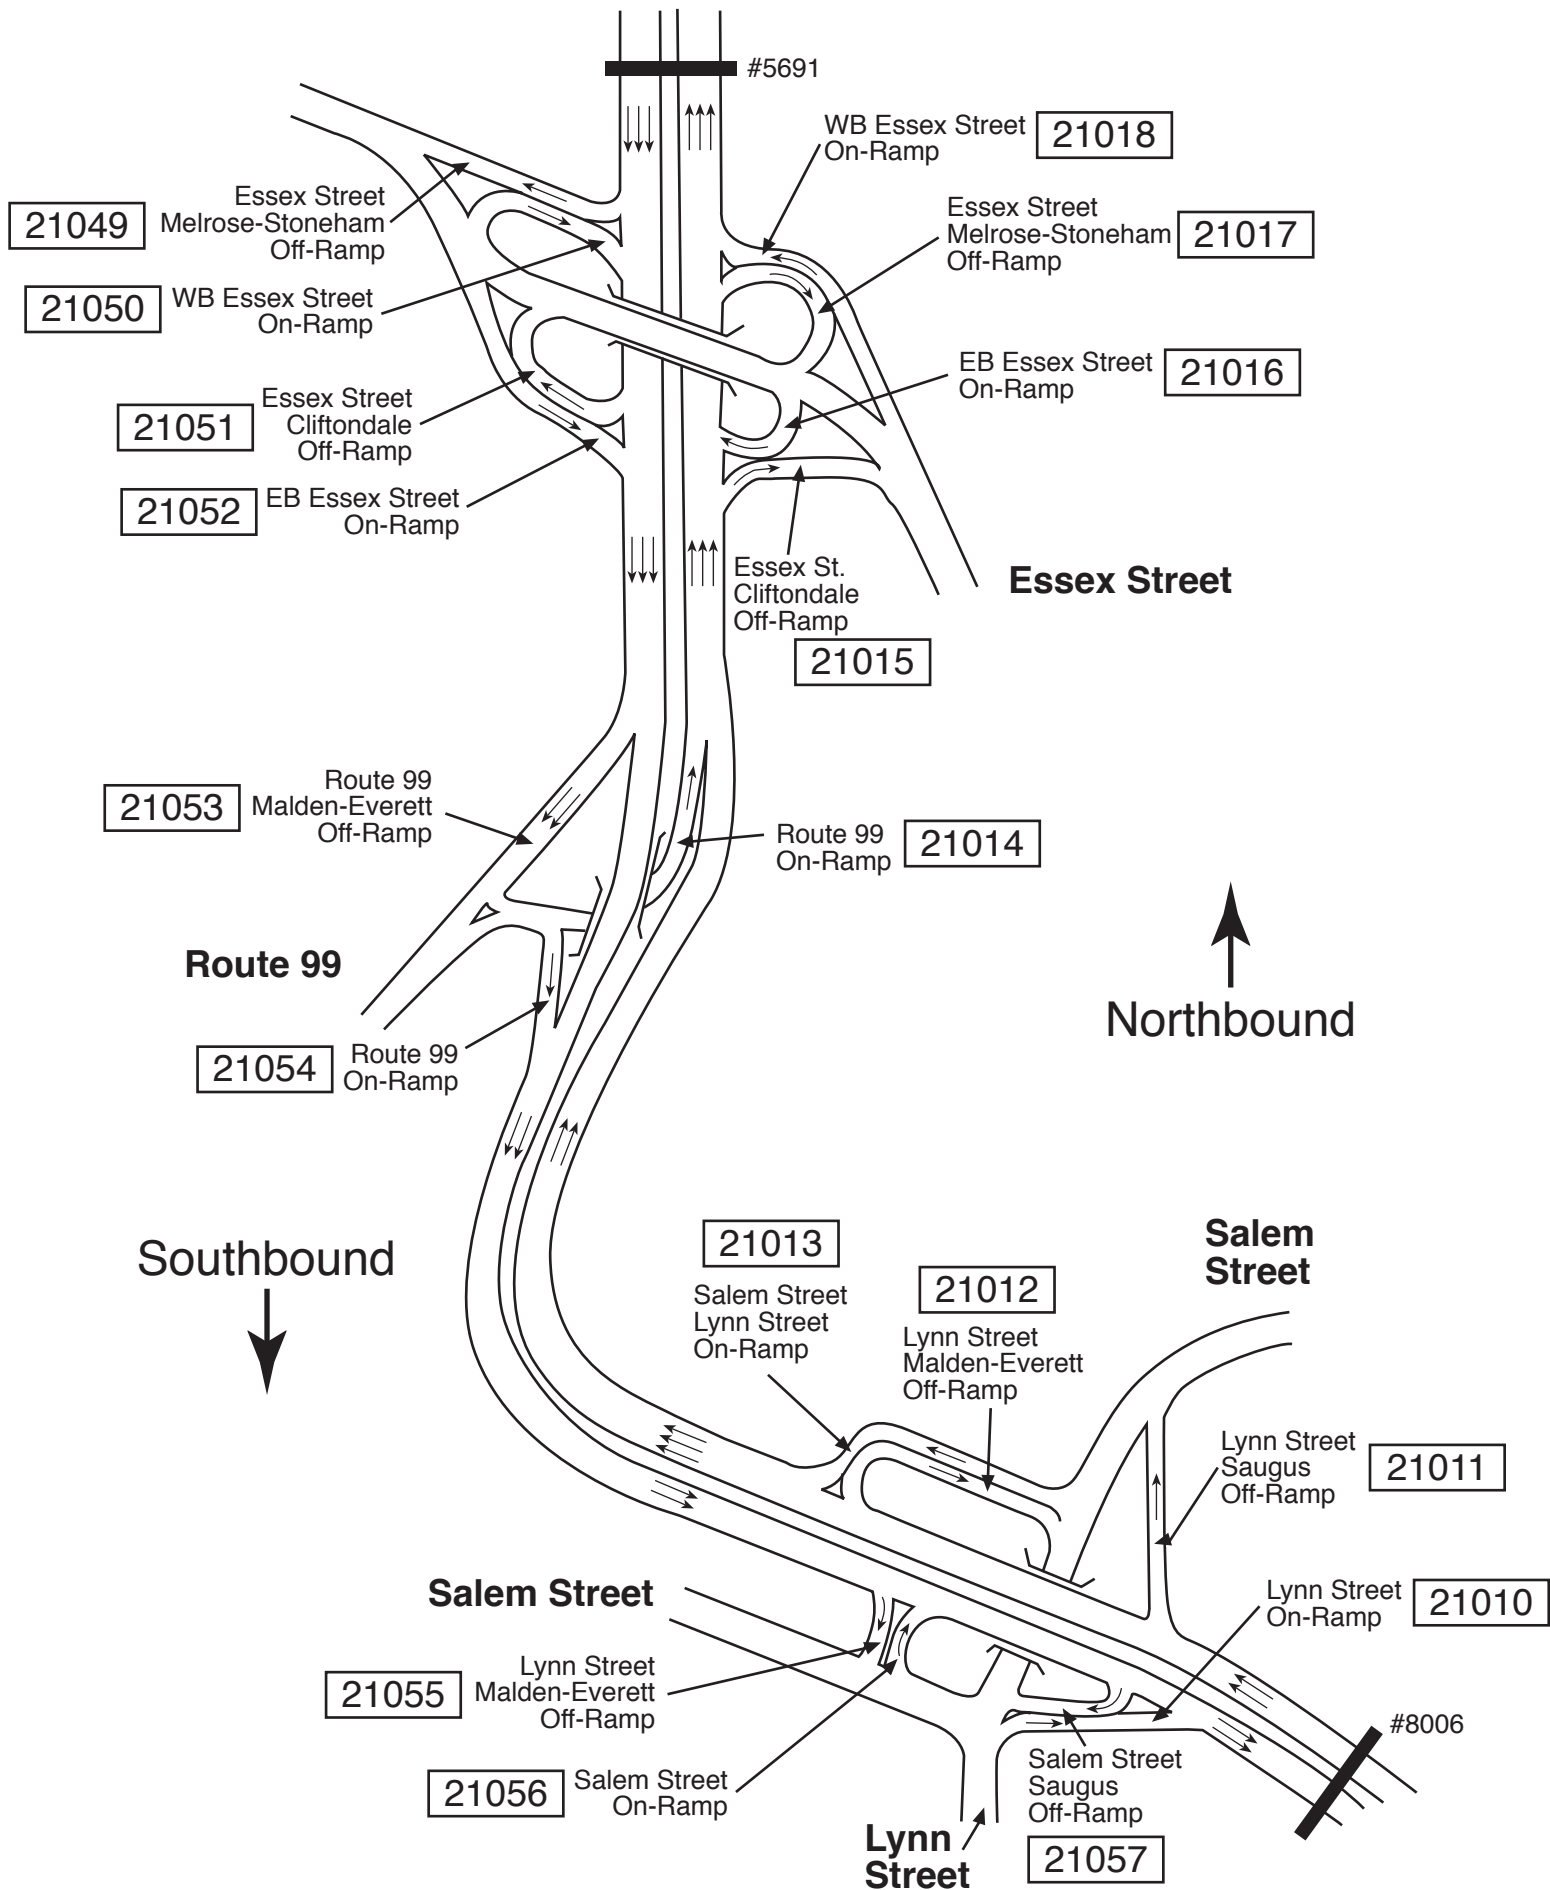 #5691
WB Essex Street
On-Ramp
21018
Essex Street
Melrose-Stoneham
Off-Ramp
21049
Essex Street
Melrose-Stoneham
Off-Ramp
21017
WB Essex Street
On-Ramp
21050
EB Essex Street
On-Ramp
21016
Essex Street
Cliftondale
Off-Ramp
21051
EB Essex Street
On-Ramp
21052
Essex St.
Cliftondale
Off-Ramp
21015
Essex Street
Route 99
Malden-Everett
Off-Ramp
21053
Route 99
On-Ramp
21014
Route 99
Northbound
Route 99
On-Ramp
21054
Southbound
21013
Salem Street
Lynn Street
On-Ramp
21012
Lynn Street
Malden-Everett
Off-Ramp
Salem
Street
Lynn Street
Saugus
Off-Ramp
21011
Salem Street
Lynn Street
On-Ramp
21010
Lynn Street
Malden-Everett
Off-Ramp
21055
#8006
Salem Street
On-Ramp
21056
Salem Street
Saugus
Off-Ramp
21057
Lynn
Street